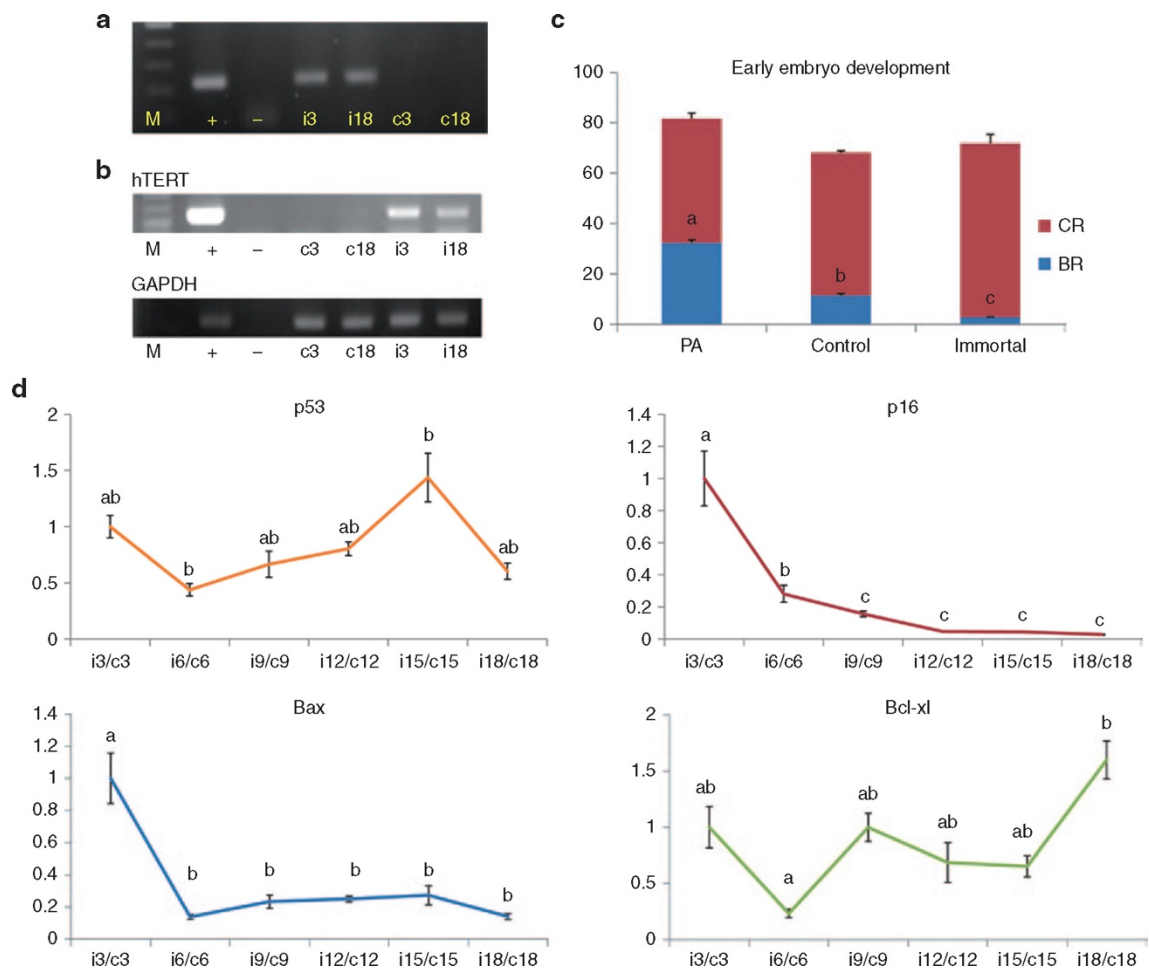 a
M + – i3 i18 c3 c18
b
hTERT
M + – c3 c18 i3 i18
GAPDH
M + – c3 c18 i3 i18
c
Early embryo development
100
80
60
40
20
0
a
b
c
PA Control Immortal
CR
BR
d
p53
2
1.5
1
0.5
0
ab b ab ab b ab
i3/c3 i6/c6 i9/c9 i12/c12 i15/c15 i18/c18
p16
1.4
1.2
1
0.8
0.6
0.4
0.2
0
a b c c c c
i3/c3 i6/c6 i9/c9 i12/c12 i15/c15 i18/c18
Bax
1.4
1.2
1
0.8
0.6
0.4
0.2
0
a b b b b b
i3/c3 i6/c6 i9/c9 i12/c12 i15/c15 i18/c18
Bcl-xl
2
1.5
1
0.5
0
ab a ab ab ab b
i3/c3 i6/c6 i9/c9 i12/c12 i15/c15 i18/c18